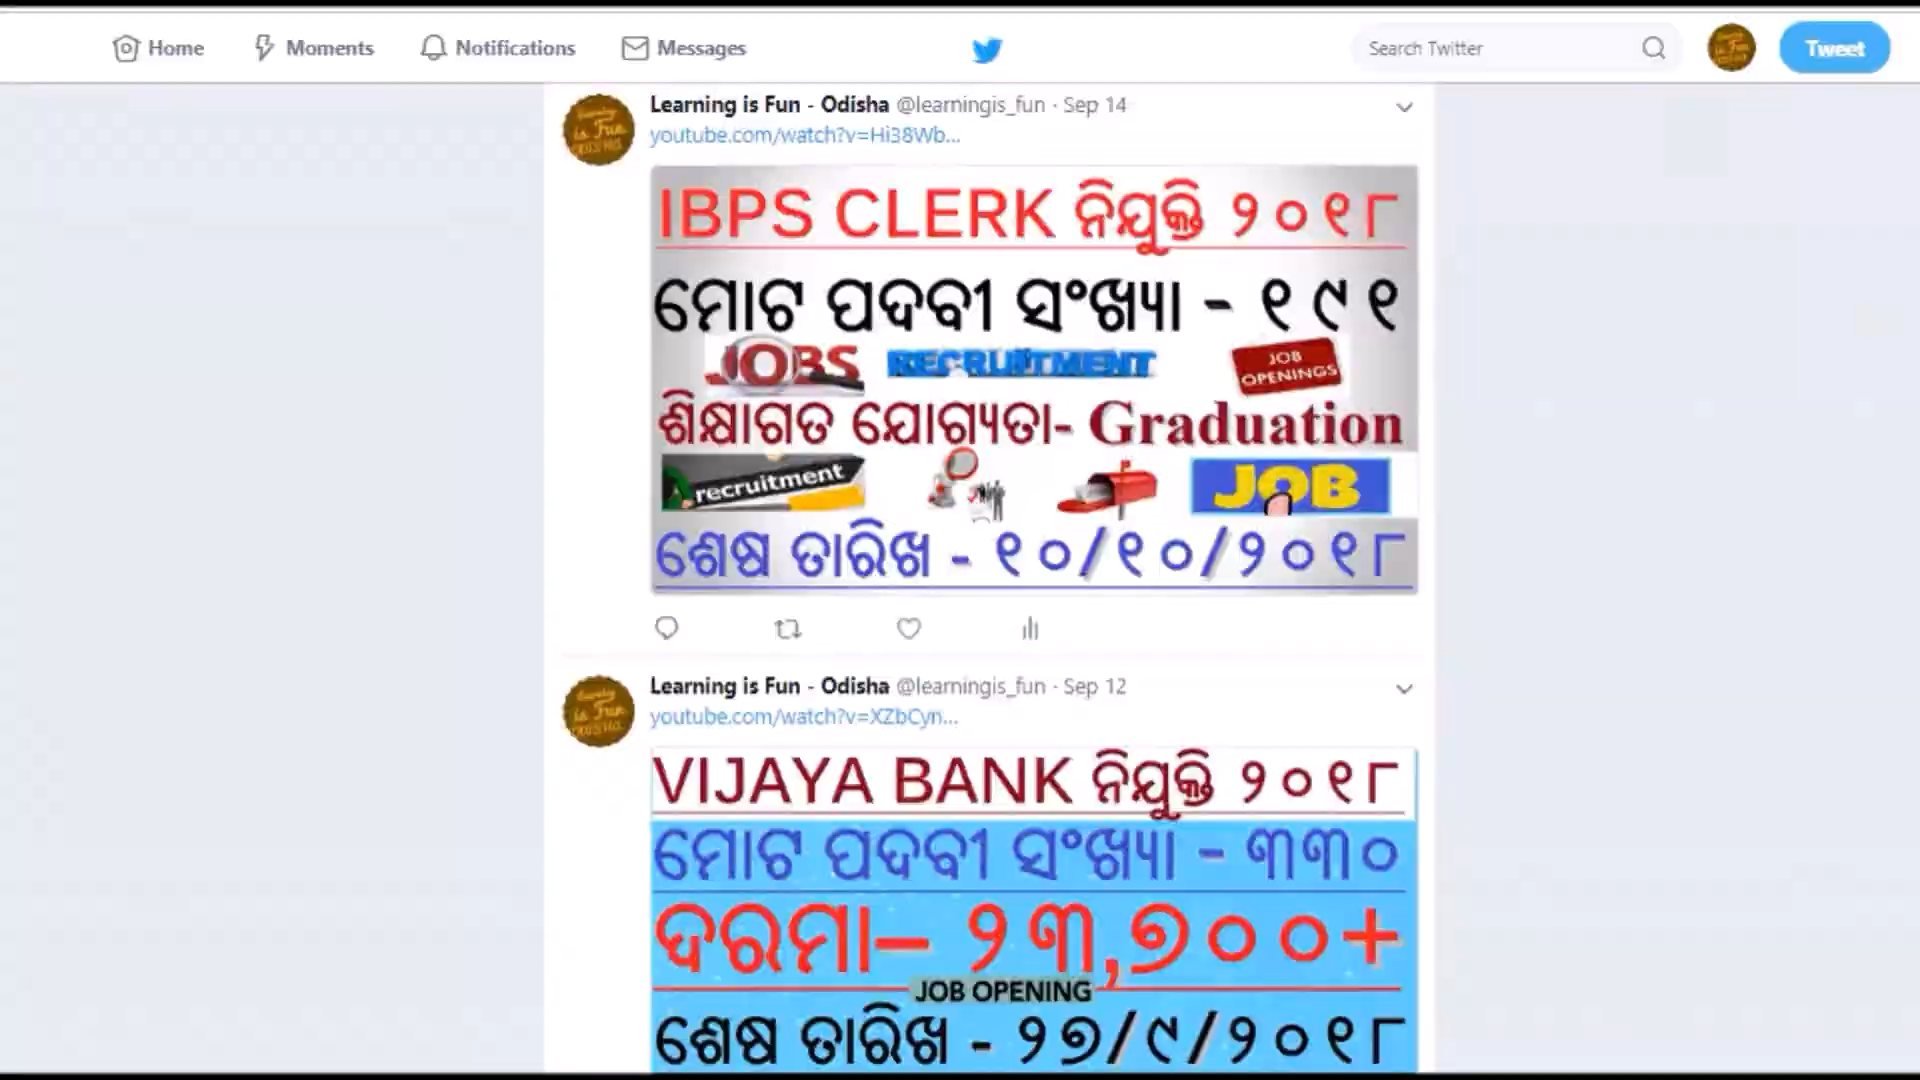 Home Moments Notifications Messages Search Twitter Tweet
Learning is Fun - Odisha @learningis_fun · Sep 14
youtube.com/watch?v=Hi38Wb...
IBPS CLERK ନିଯୁକ୍ତି ୨୦୧୮
ମୋଟ ପଦବୀ ସଂଖ୍ୟା - ୧୯୧
JOBS RECRUITMENT JOB
OPENINGS
ଶିକ୍ଷାଗତ ଯୋଗ୍ୟତା- Graduation
recruitment JOB
ଶେଷ ତାରିଖ - ୧୦/୧୦/୨୦୧୮
Learning is Fun - Odisha @learningis_fun · Sep 12
youtube.com/watch?v=XZbCyn...
VIJAYA BANK ନିଯୁକ୍ତି ୨୦୧୮
ମୋଟ ପଦବୀ ସଂଖ୍ୟା - ୩୩୦
ଦରମା– ୨୩,୭୦୦+
JOB OPENING
ଶେଷ ତାରିଖ - ୨୭/୯/୨୦୧୮